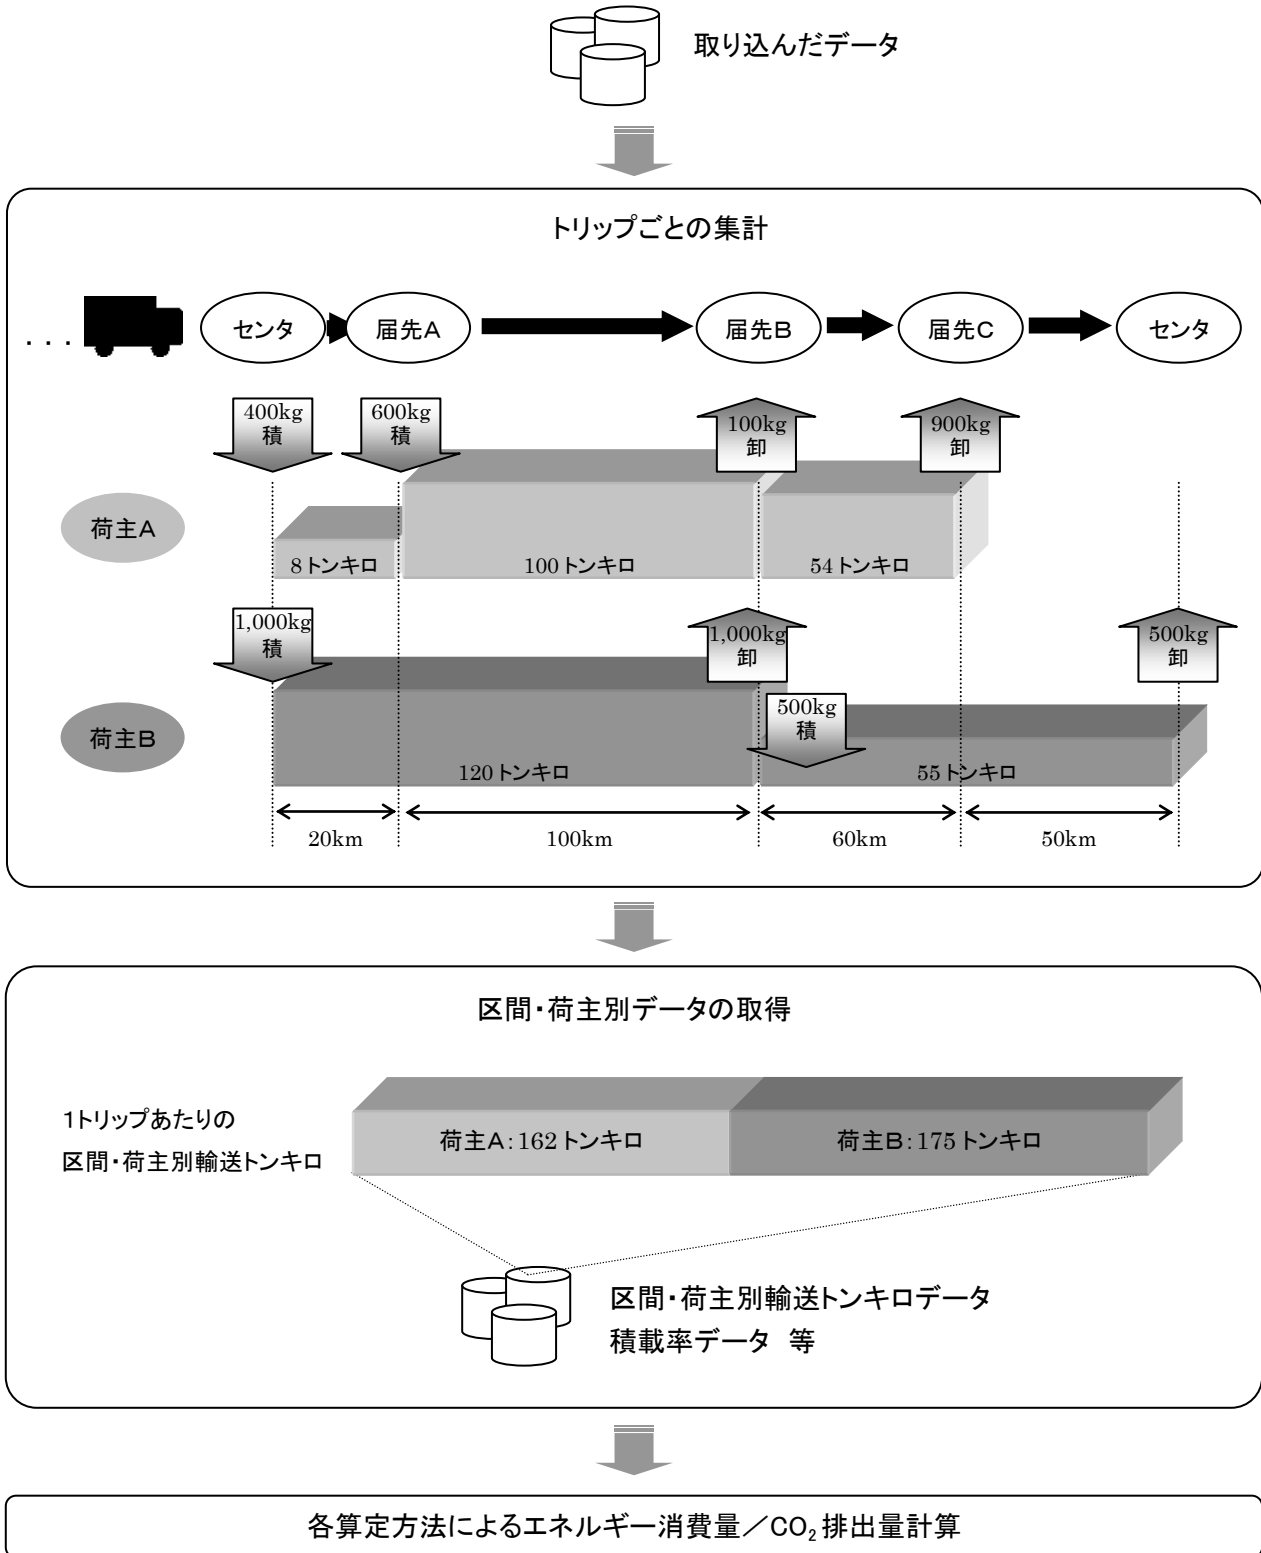 取り込んだデータ
トリップごとの集計
...
センタ
届先A
届先B
届先C
センタ
400kg
積
600kg
積
100kg
卸
900kg
卸
荷主A
8トンキロ
100トンキロ
54トンキロ
1,000kg
積
1,000kg
卸
500kg
卸
500kg
積
荷主B
120トンキロ
55トンキロ
20km
100km
60km
50km
区間・荷主別データの取得
1トリップあたりの
区間・荷主別輸送トンキロ
荷主A：162トンキロ
荷主B：175トンキロ
区間・荷主別輸送トンキロデータ
積載率データ　等
各算定方法によるエネルギー消費量／CO₂排出量計算